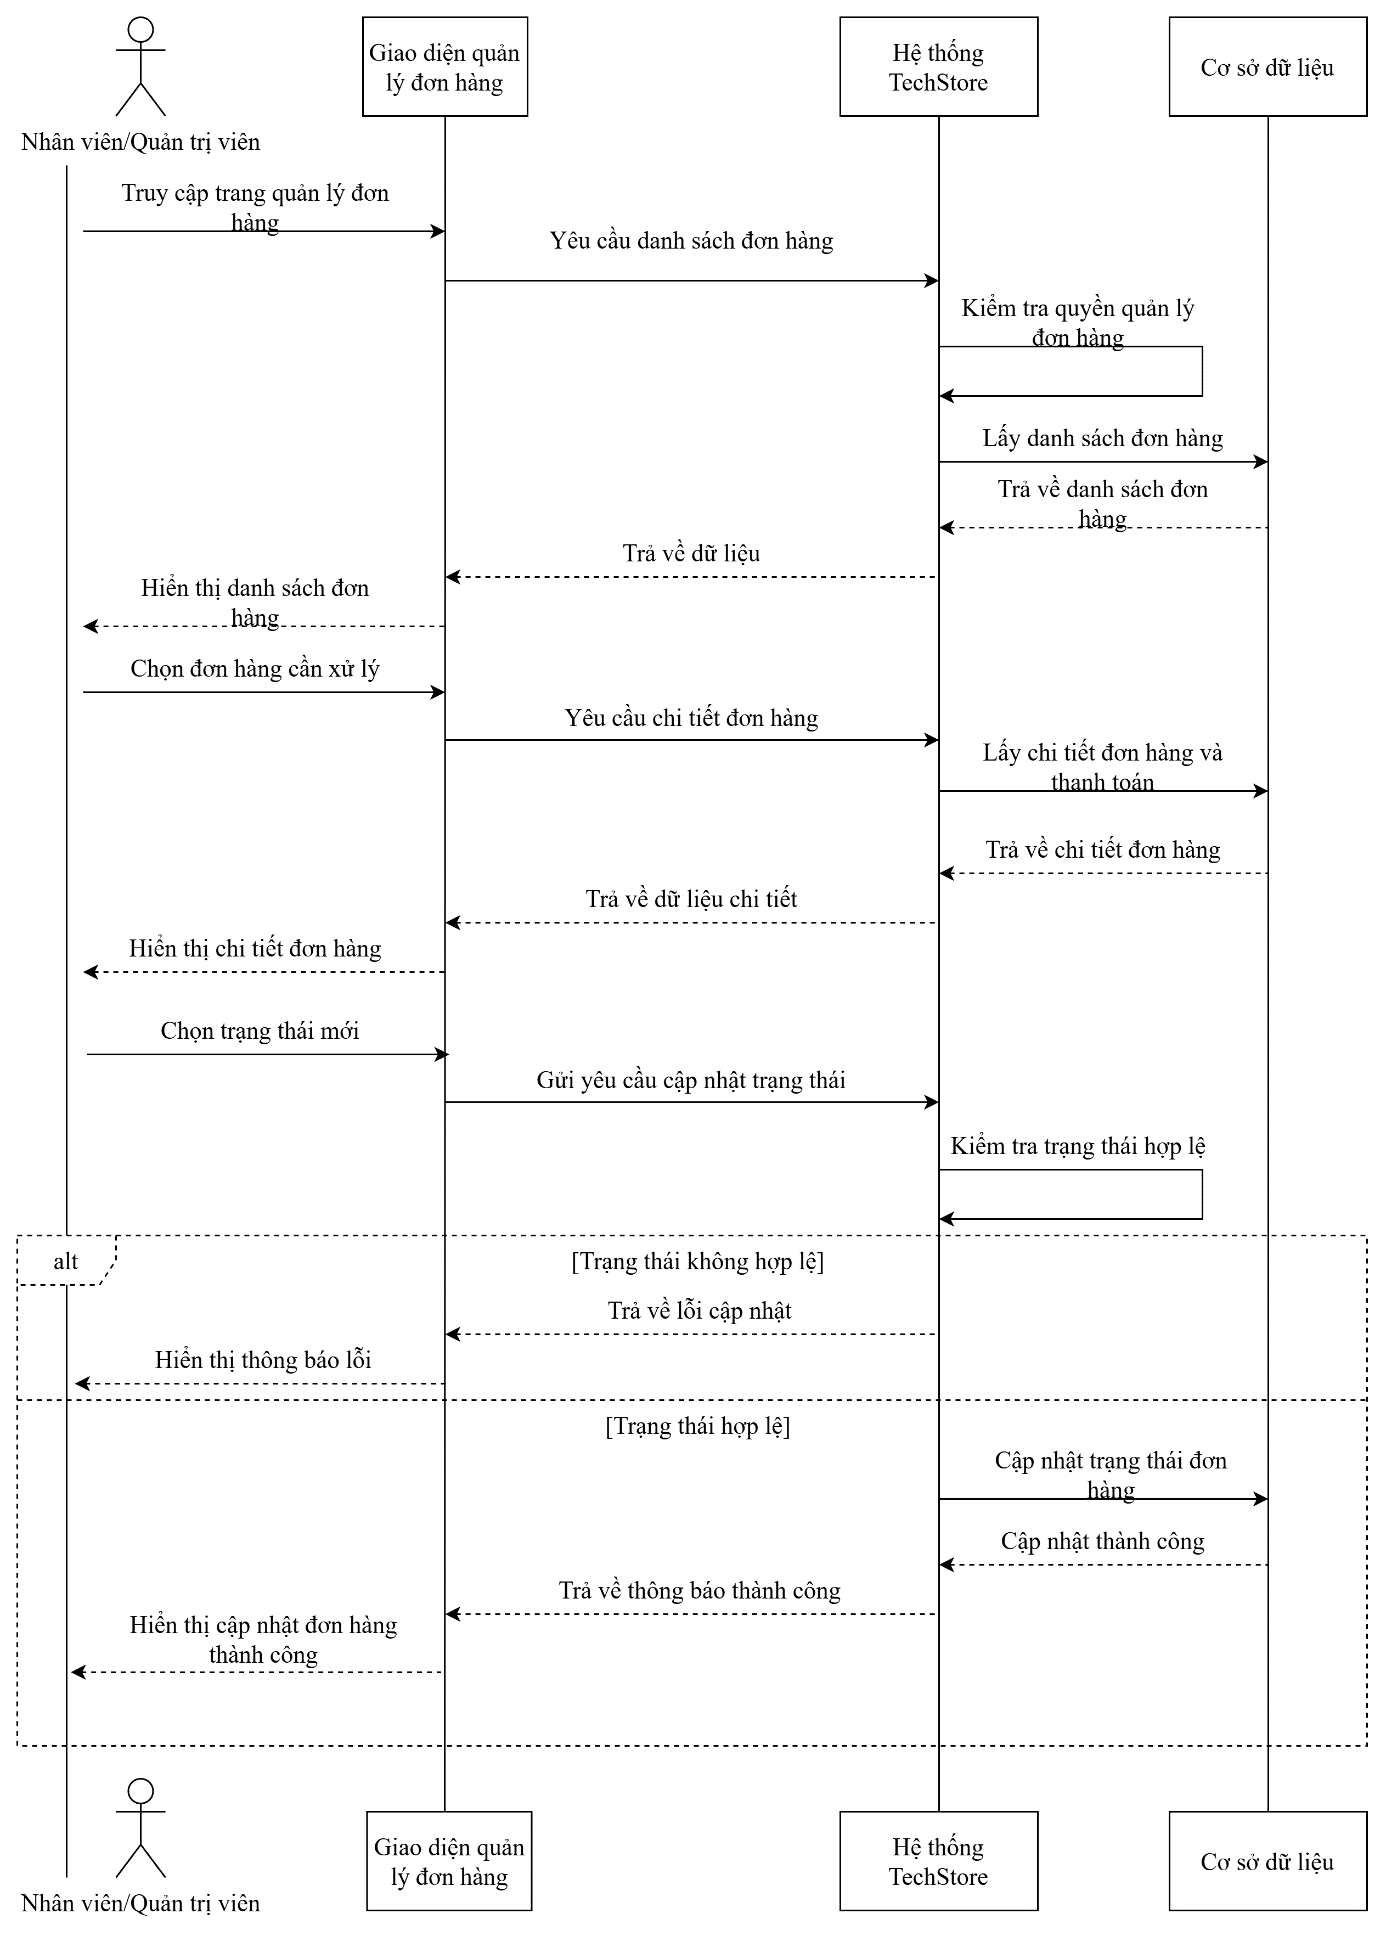 Giao diện quản
lý đơn hàng
Hệ thống
TechStore
Cơ sở dữ liệu
Nhân viên/Quản trị viên
Truy cập trang quản lý đơn
hàng
Yêu cầu danh sách đơn hàng
Kiểm tra quyền quản lý
đơn hàng
Lấy danh sách đơn hàng
Trả về danh sách đơn
hàng
Trả về dữ liệu
Hiển thị danh sách đơn
hàng
Chọn đơn hàng cần xử lý
Yêu cầu chi tiết đơn hàng
Lấy chi tiết đơn hàng và
thanh toán
Trả về chi tiết đơn hàng
Trả về dữ liệu chi tiết
Hiển thị chi tiết đơn hàng
Chọn trạng thái mới
Gửi yêu cầu cập nhật trạng thái
Kiểm tra trạng thái hợp lệ
alt
[Trạng thái không hợp lệ]
Trả về lỗi cập nhật
Hiển thị thông báo lỗi
[Trạng thái hợp lệ]
Cập nhật trạng thái đơn
hàng
Cập nhật thành công
Trả về thông báo thành công
Hiển thị cập nhật đơn hàng
thành công
Giao diện quản
lý đơn hàng
Hệ thống
TechStore
Cơ sở dữ liệu
Nhân viên/Quản trị viên